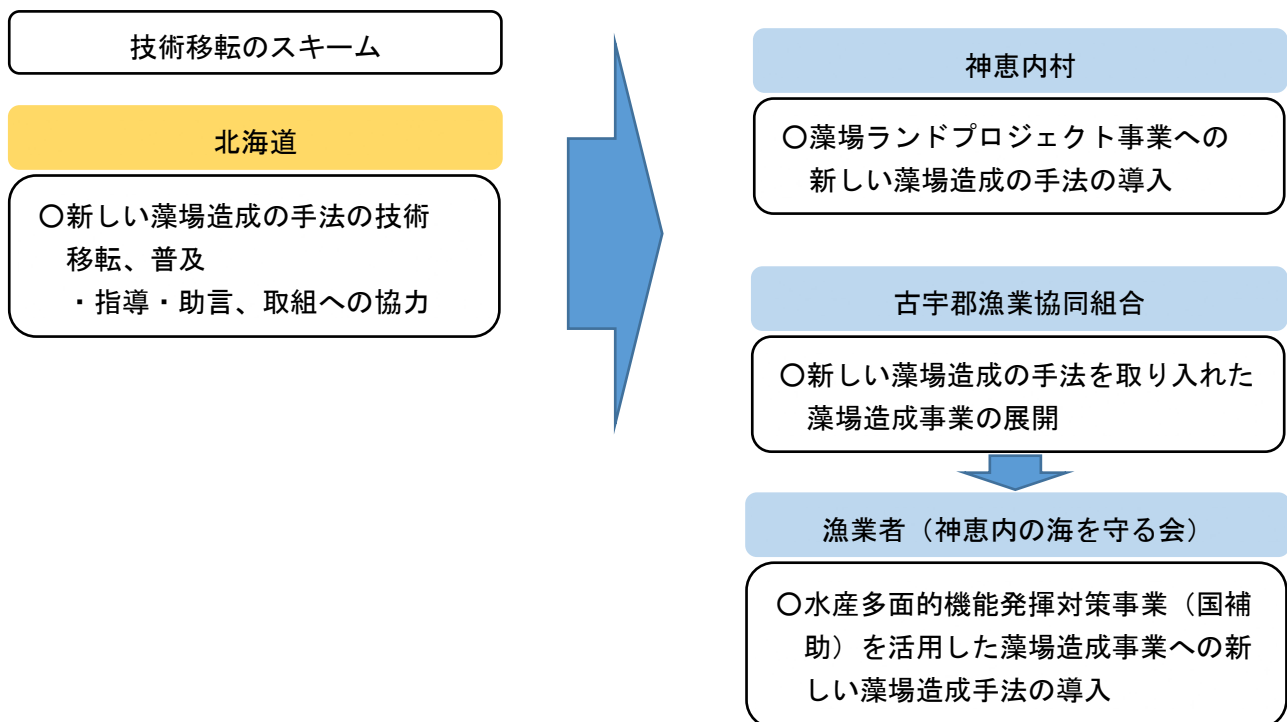 技術移転のスキーム
北海道
〇新しい藻場造成の手法の技術
移転、普及
・指導・助言、取組への協力
神恵内村
〇藻場ランドプロジェクト事業への
新しい藻場造成の手法の導入
古宇郡漁業協同組合
〇新しい藻場造成の手法を取り入れた
藻場造成事業の展開
漁業者（神恵内の海を守る会）
〇水産多面的機能発揮対策事業（国補
助）を活用した藻場造成事業への新
しい藻場造成手法の導入